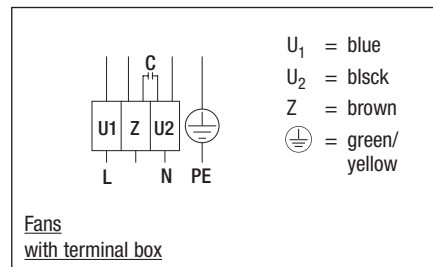 C
U1 Z U2
L N PE
U1 = blue
U2 = blsck
Z = brown
⏚ = green/
yellow
Fans
with terminal box